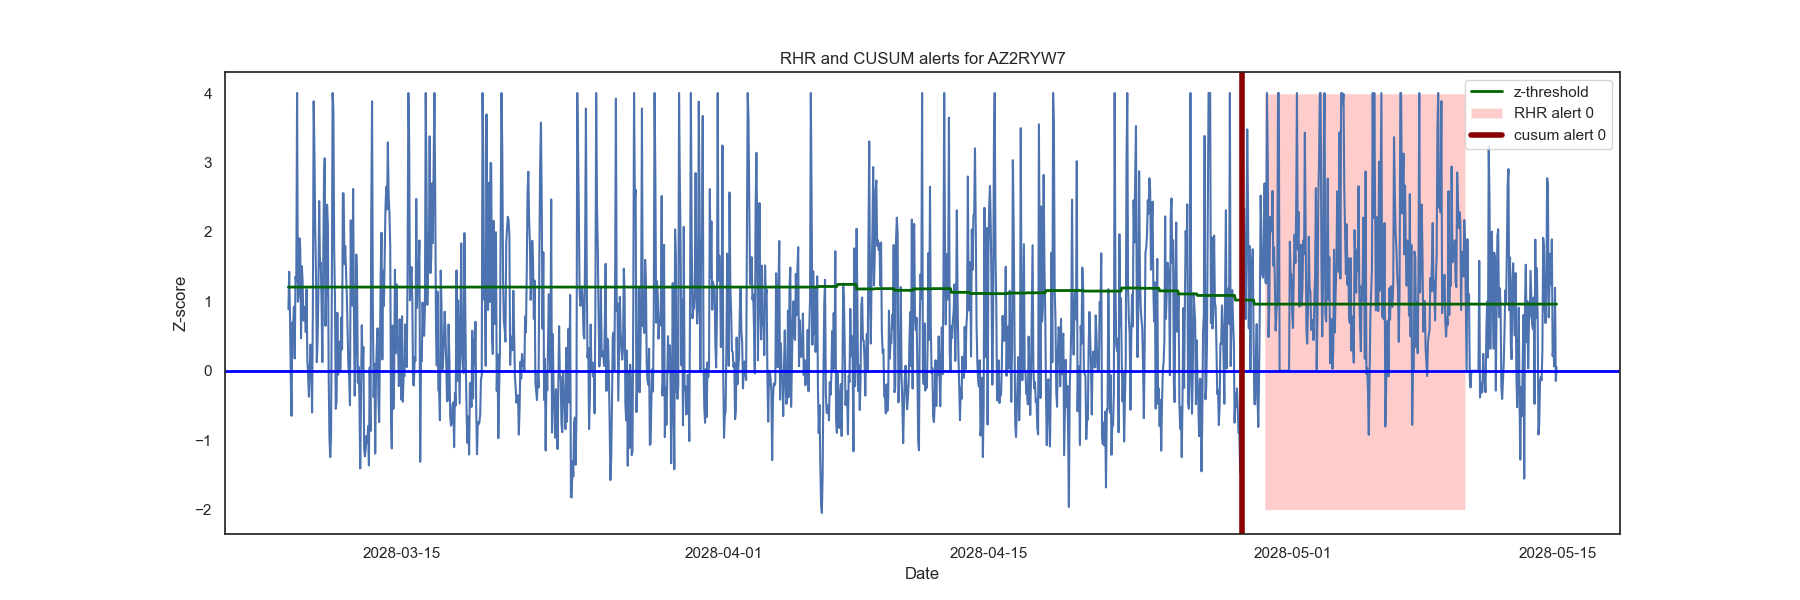 RHR and CUSUM alerts for AZ2RYW7
z-threshold
RHR alert 0
cusum alert 0
Z-score
4
3
2
1
0
−1
−2
2028-03-15
2028-04-01
2028-04-15
2028-05-01
2028-05-15
Date